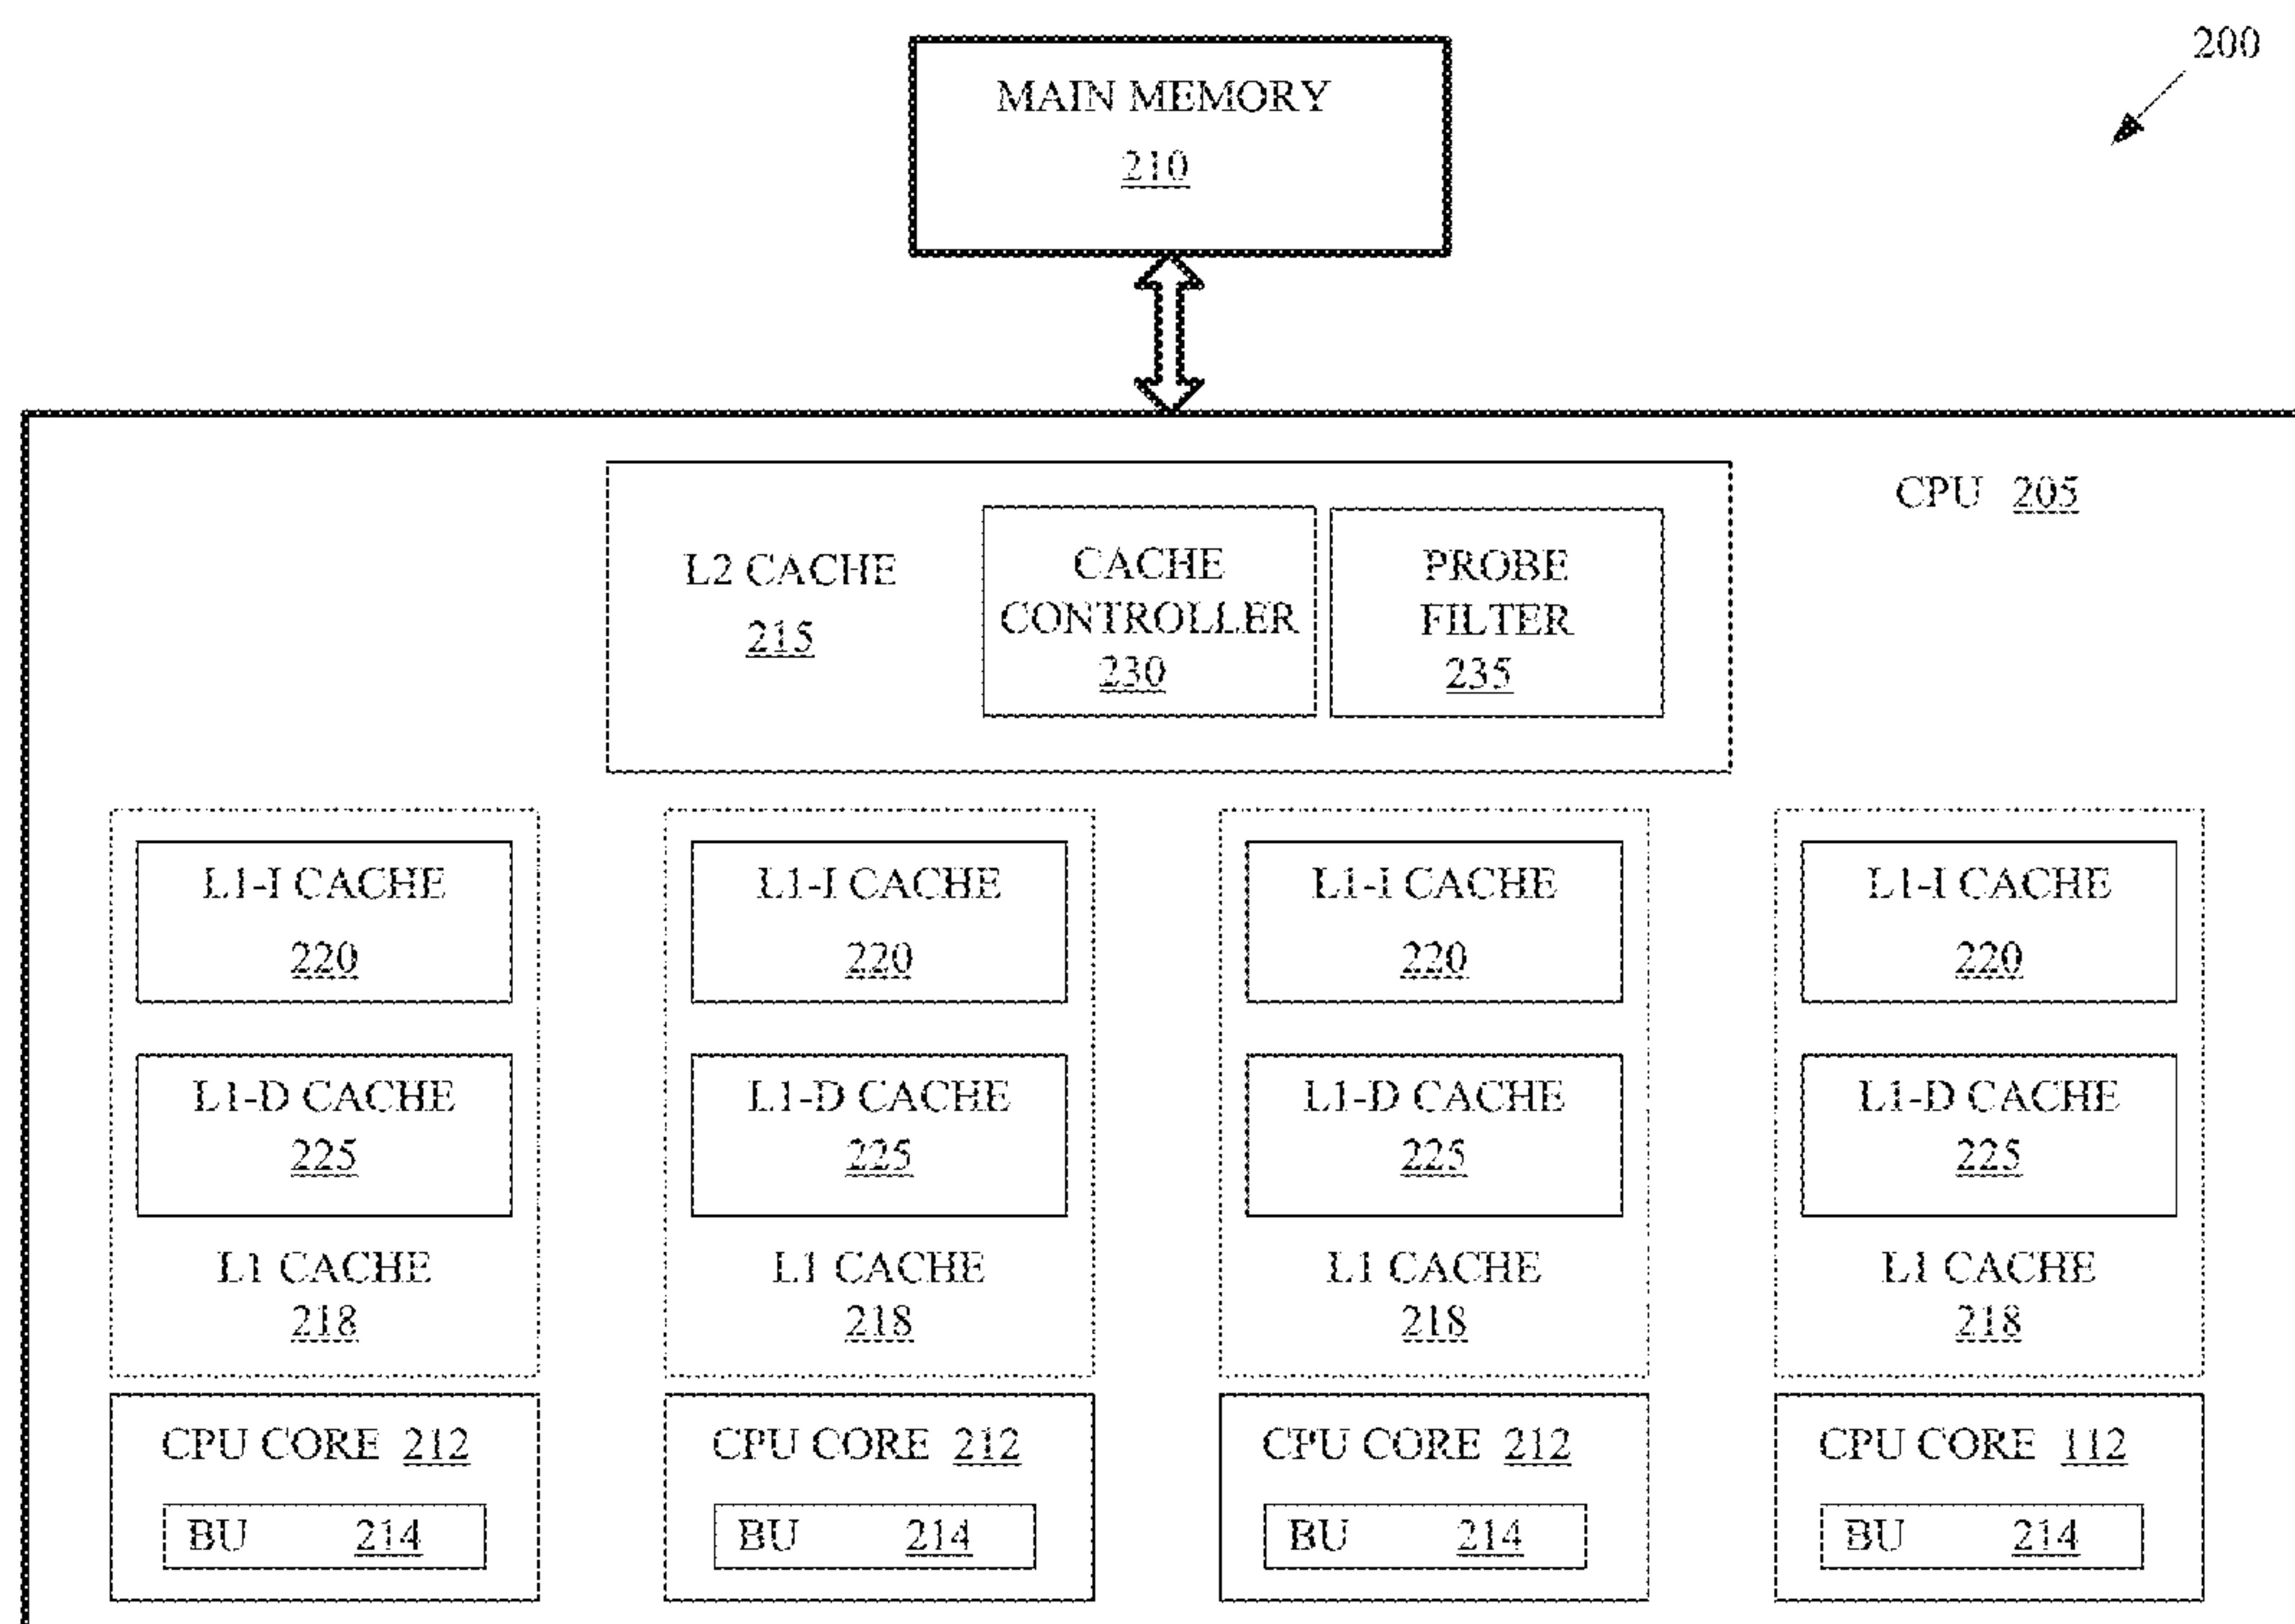 200
MAIN MEMORY
210
CPU 205
L2 CACHE
215
CACHE
CONTROLLER
230
PROBE
FILTER
235
L1-I CACHE
220
L1-D CACHE
225
L1 CACHE
218
CPU CORE 212
BU 214
L1-I CACHE
220
L1-D CACHE
225
L1 CACHE
218
CPU CORE 212
BU 214
L1-I CACHE
220
L1-D CACHE
225
L1 CACHE
218
CPU CORE 212
BU 214
L1-I CACHE
220
L1-D CACHE
225
L1 CACHE
218
CPU CORE 112
BU 214